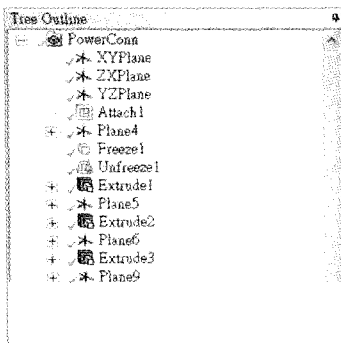 Tree Outline
PowerConn
XYPlane
ZXPlane
YZPlane
Attach1
Plane4
Freeze1
Unfreeze1
Extrude1
Plane5
Extrude2
Plane6
Extrude3
Plane9